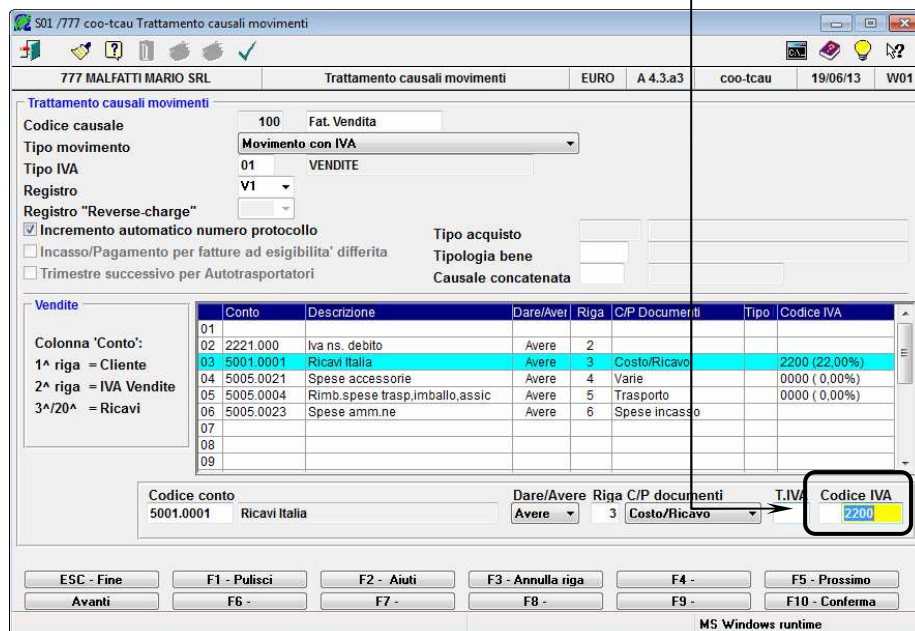 S01 /777 coo-tcau Trattamento causali movimenti
777 MALFATTI MARIO SRL Trattamento causali movimenti EURO A 4.3.a3 coo-tcau 19/06/13 W01
Trattamento causali movimenti
Codice causale 100 Fat. Vendita
Tipo movimento Movimento con IVA
Tipo IVA 01 VENDITE
Registro V1
Registro "Reverse-charge"
Incremento automatico numero protocollo
Tipo acquisto
Incasso/Pagamento per fatture ad esigibilita' differita
Tipologia bene
Trimestre successivo per Autotrasportatori
Causale concatenata
Vendite
Colonna 'Conto':
1^ riga = Cliente
2^ riga = IVA Vendite
3^/20^ = Ricavi
Conto Descrizione Dare/Aver Riga C/P Documenti Tipo Codice IVA
01
02 2221.000 Iva ns. debito Avere 2
03 5001.0001 Ricavi Italia Avere 3 Costo/Ricavo 2200 (22,00%)
04 5005.0021 Spese accessorie Avere 4 Varie 0000 ( 0,00%)
05 5005.0004 Rimb.spese trasp,imballo,assic Avere 5 Trasporto 0000 ( 0,00%)
06 5005.0023 Spese amm.ne Avere 6 Spese incasso
07
08
09
Codice conto Dare/Avere Riga C/P documenti T.IVA Codice IVA
5001.0001 Ricavi Italia Avere 3 Costo/Ricavo 2200
ESC - Fine F1 - Pulisci F2 - Aiuti F3 - Annulla riga F4 - F5 - Prossimo
Avanti F6 - F7 - F8 - F9 - F10 - Conferma
MS Windows runtime